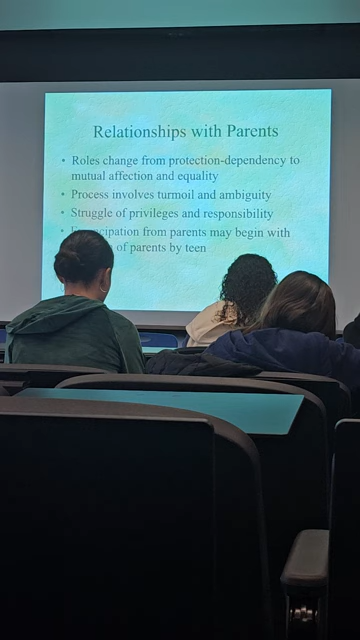 Relationships with Parents
• Roles change from protection-dependency to
mutual affection and equality
• Process involves turmoil and ambiguity
• Struggle of privileges and responsibility
• Emancipation from parents may begin with
of parents by teen